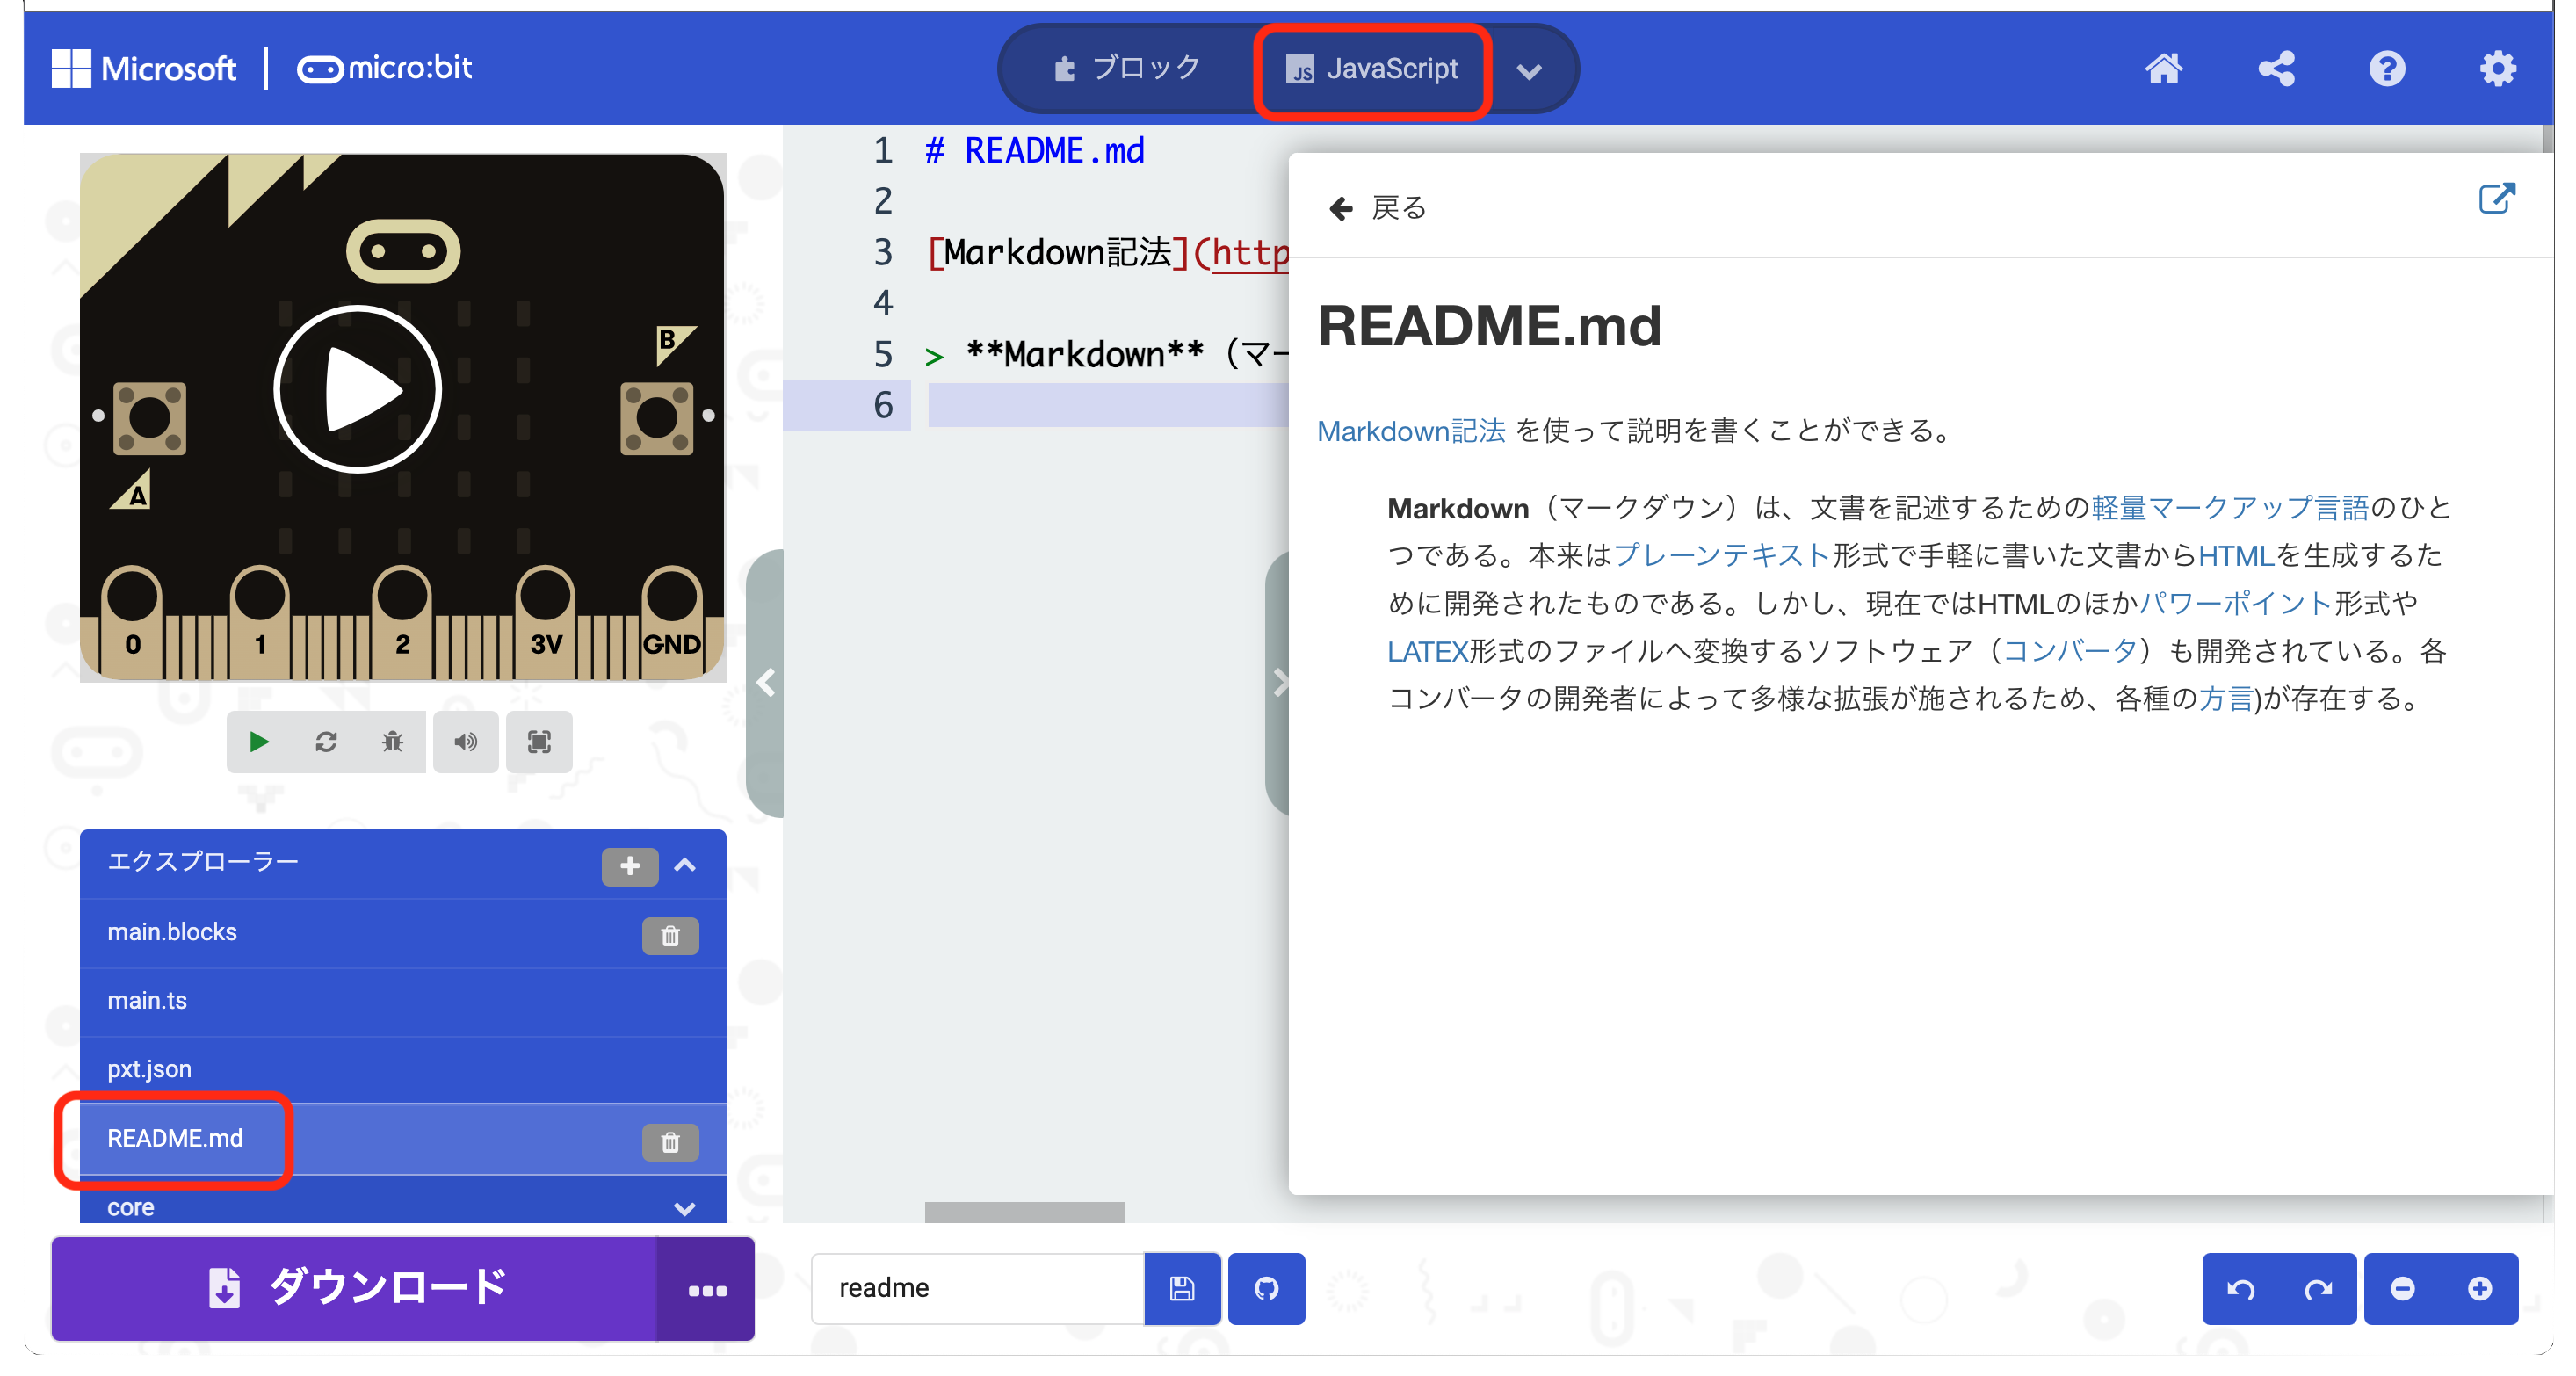 Microsoft
micro:bit
ブロック
JS JavaScript
1 # README.md
2
3 [Markdown記法](http
4
5 > **Markdown**（マー
6
戻る
README.md
Markdown記法 を使って説明を書くことができる。
Markdown（マークダウン）は、文書を記述するための軽量マークアップ言語のひと
つである。本来はプレーンテキスト形式で手軽に書いた文書からHTMLを生成するた
めに開発されたものである。しかし、現在ではHTMLのほかパワーポイント形式や
LATEX形式のファイルへ変換するソフトウェア（コンバータ）も開発されている。各
コンバータの開発者によって多様な拡張が施されるため、各種の方言)が存在する。
B
A
0 1 2 3V GND
エクスプローラー
main.blocks
main.ts
pxt.json
README.md
core
ダウンロード
readme